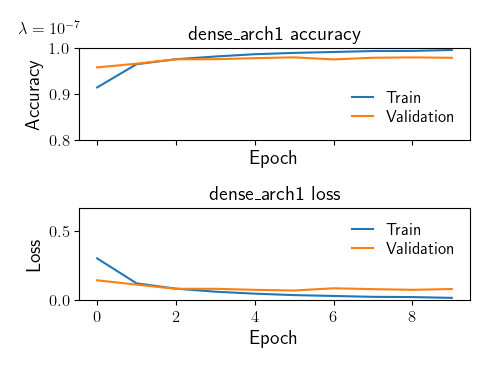 λ = 10⁻⁷
dense_arch1 accuracy
1.0
0.9
0.8
Accuracy
Train
Validation
Epoch
dense_arch1 loss
0.5
0.0
Loss
Train
Validation
0 2 4 6 8
Epoch